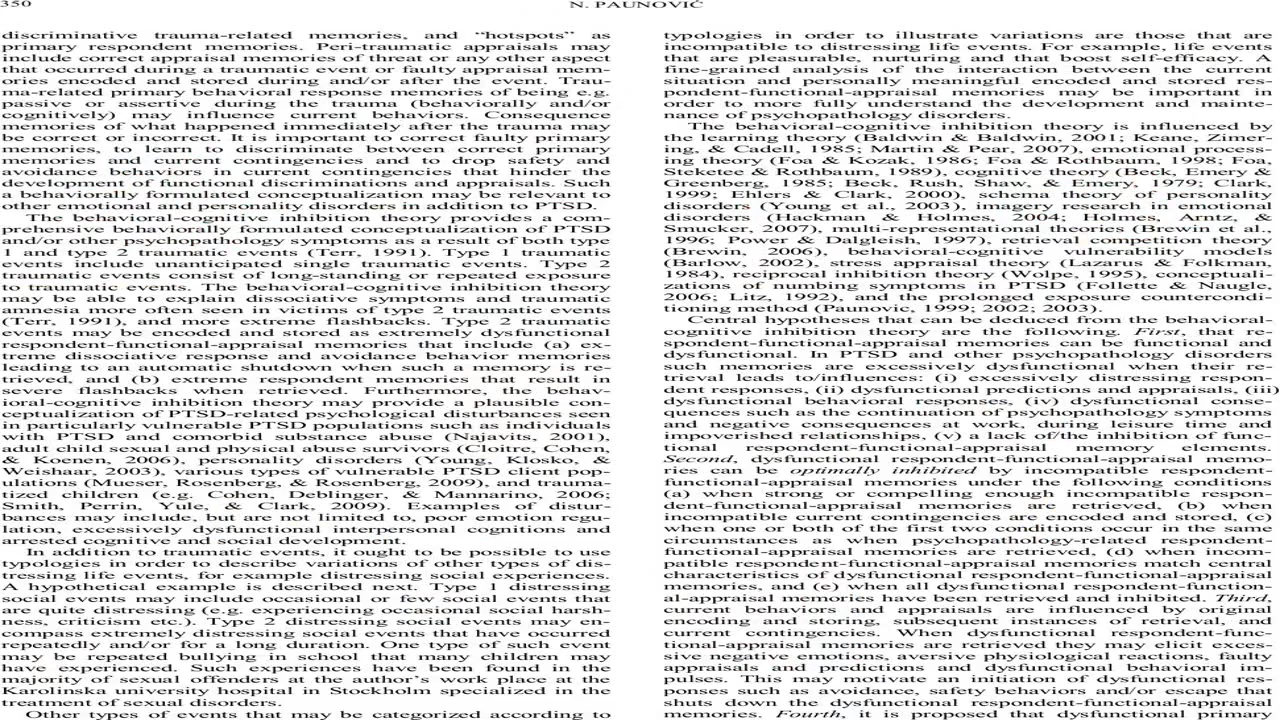 350
N. PAUNOVIĆ
discriminative trauma-related memories, and "hotspots" as
primary respondent memories. Peri-traumatic appraisals may
include correct appraisal memories of threat or any other aspect
that occurred during a traumatic event or faulty appraisal mem-
ories encoded and stored during and/or after the event. Trau-
ma-related primary behavioral response memories of being e.g.
passive or assertive during the trauma (behaviorally and/or
cognitively) may influence current behaviors. Consequence
memories of what happened immediately after the trauma may
be correct or incorrect. It is important to correct faulty primary
memories, to learn to discriminate between correct primary
memories and current contingencies and to drop safety and
avoidance behaviors in current contingencies that hinder the
development of functional discriminations and appraisals. Such
a behaviorally formulated conceptualization may be relevant to
other emotional and personality disorders in addition to PTSD.
The behavioral-cognitive inhibition theory provides a com-
prehensive behaviorally formulated conceptualization of PTSD
and/or other psychopathology symptoms as a result of both type
1 and type 2 traumatic events (Terr, 1991). Type 1 traumatic
events include unanticipated single traumatic events. Type 2
traumatic events consist of long-standing or repeated exposure
to traumatic events. The behavioral-cognitive inhibition theory
may be able to explain dissociative symptoms and traumatic
amnesia more often seen in victims of type 2 traumatic events
(Terr, 1991), and more extreme flashbacks. Type 2 traumatic
events may be encoded and stored as extremely dysfunctional
respondent-functional-appraisal memories that include (a) ex-
treme dissociative response and avoidance behavior memories
leading to an automatic shutdown when such a memory is re-
trieved, and (b) extreme respondent memories that result in
severe flashbacks when retrieved. Furthermore, the behav-
ioral-cognitive inhibition theory may provide a plausible con-
ceptualization of PTSD-related psychological disturbances seen
in particularly vulnerable PTSD populations such as individuals
with PTSD and comorbid substance abuse (Najavits, 2001),
adult child sexual and physical abuse survivors (Cloitre, Cohen,
& Koenen, 2006), personality disorders (Young, Klosko, &
Weishaar, 2003), various types of vulnerable PTSD client pop-
ulations (Mueser, Rosenberg, & Rosenberg, 2009), and trauma-
tized children (e.g. Cohen, Deblinger, & Mannarino, 2006;
Smith, Perrin, Yule, & Clark, 2009). Examples of distur-
bances may include, but are not limited to, poor emotion regu-
lation, excessively dysfunctional interpersonal cognitions and
arrested cognitive and social development.
In addition to traumatic events, it ought to be possible to use
typologies in order to describe variations of other types of dis-
tressing life events, for example distressing social experiences.
A hypothetical example is described next. Type 1 distressing
social events may include occasional or few social events that
are quite distressing (e.g. experiencing occasional social harsh-
ness, criticism etc.). Type 2 distressing social events may en-
compass extremely distressing social events that have occurred
repeatedly and/or for a long duration. One type of such event
may be repeated bullying in school that many children may
have experienced. Such experiences have been found in the
majority of sexual offenders at the author's work place at the
Karolinska university hospital in Stockholm specialized in the
treatment of sexual disorders.
Other types of events that may be categorized according to
typologies in order to illustrate variations are those that are
incompatible to distressing life events. For example, life events
that are pleasurable, nurturing and that boost self-efficacy. A
fine-grained analysis of the interaction between the current
situation and personally meaningful encoded and stored res-
pondent-functional-appraisal memories may be important in
order to more fully understand the development and mainte-
nance of psychopathology disorders.
The behavioral-cognitive inhibition theory is influenced by
the learning theory (Baldwin & Baldwin, 2001; Keane, Zimer-
ing, & Cadell, 1985; Martin & Pear, 2007), emotional process-
ing theory (Foa & Kozak, 1986; Foa & Rothbaum, 1998; Foa,
Steketee & Rothbaum, 1989), cognitive theory (Beck, Emery &
Greenberg, 1985; Beck, Rush, Shaw, & Emery, 1979; Clark,
1999; Ehlers & Clark, 2000), schema theory of personality
disorders (Young et al., 2003), imagery research in emotional
disorders (Hackman & Holmes, 2004; Holmes, Arntz, &
Smucker, 2007), multi-representational theories (Brewin et al.,
1996; Power & Dalgleish, 1997), retrieval competition theory
(Brewin, 2006), behavioral-cognitive vulnerability models
(Barlow, 2002), stress appraisal theory (Lazarus & Folkman,
1984), reciprocal inhibition theory (Wolpe, 1995), conceptuali-
zations of numbing symptoms in PTSD (Follette & Naugle,
2006; Litz, 1992), and the prolonged exposure countercondi-
tioning method (Paunovic, 1999; 2002; 2003).
Central hypotheses that can be deduced from the behavioral-
cognitive inhibition theory are the following. First, that re-
spondent-functional-appraisal memories can be functional and
dysfunctional. In PTSD and other psychopathology disorders
such memories are excessively dysfunctional when their re-
trieval leads to/influences: (i) excessively distressing respon-
dent responses, (ii) dysfunctional predictions and appraisals, (iii)
dysfunctional behavioral responses, (iv) dysfunctional conse-
quences such as the continuation of psychopathology symptoms
and negative consequences at work, during leisure time and
impoverished relationships, (v) a lack of/the inhibition of func-
tional respondent-functional-appraisal memory elements.
Second, dysfunctional respondent-functional-appraisal memo-
ries can be optimally inhibited by incompatible respondent-
functional-appraisal memories under the following conditions
(a) when strong or compelling enough incompatible respon-
dent-functional-appraisal memories are retrieved, (b) when
incompatible current contingencies are encoded and stored, (c)
when one or both of the first two conditions occur in the same
circumstances as when psychopathology-related respondent-
functional-appraisal memories are retrieved, (d) when incom-
patible respondent-functional-appraisal memories match central
characteristics of dysfunctional respondent-functional-appraisal
memories, and (e) when all dysfunctional respondent-function-
al-appraisal memories have been retrieved and inhibited. Third,
current behaviors and appraisals are influenced by original
encoding and storing, subsequent instances of retrieval, and
current contingencies. When dysfunctional respondent-func-
tional-appraisal memories are retrieved they may elicit exces-
sive negative emotions, aversive physiological reactions, faulty
appraisals and predictions and dysfunctional behavioral im-
pulses. This may motivate an initiation of dysfunctional res-
ponses such as avoidance, safety behaviors and/or escape that
shuts down the dysfunctional respondent-functional-appraisal
memories. Fourth, it is proposed that dysfunctional primary